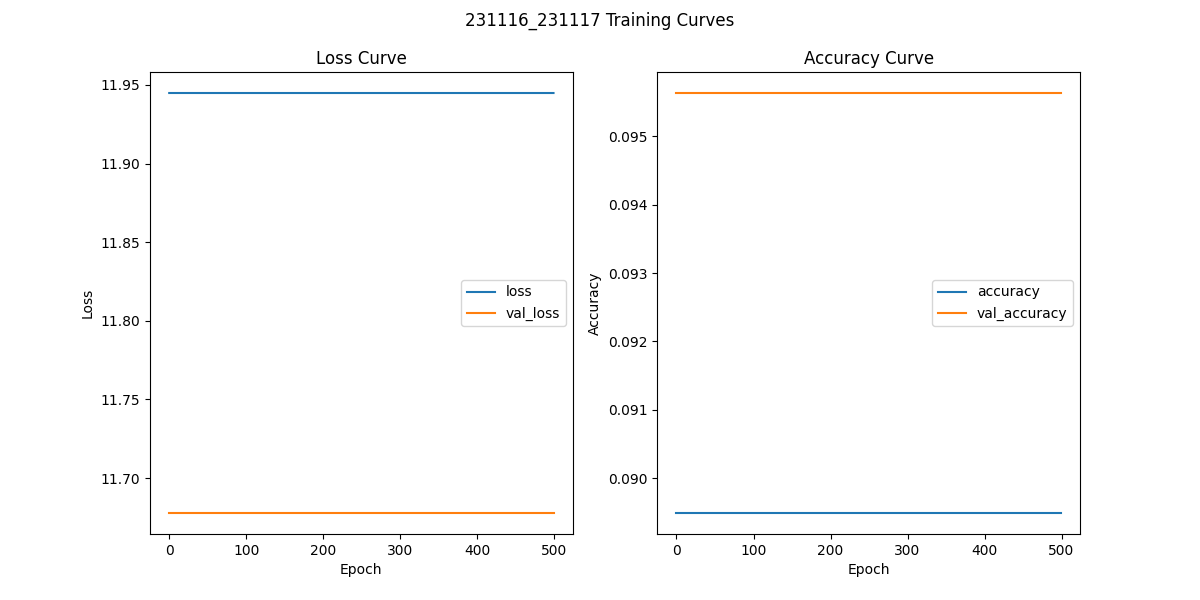 231116_231117 Training Curves
Loss Curve
11.95
11.90
11.85
11.80
11.75
11.70
Loss
loss
val_loss
0 100 200 300 400 500
Epoch
Accuracy Curve
0.095
0.094
0.093
0.092
0.091
0.090
Accuracy
accuracy
val_accuracy
0 100 200 300 400 500
Epoch